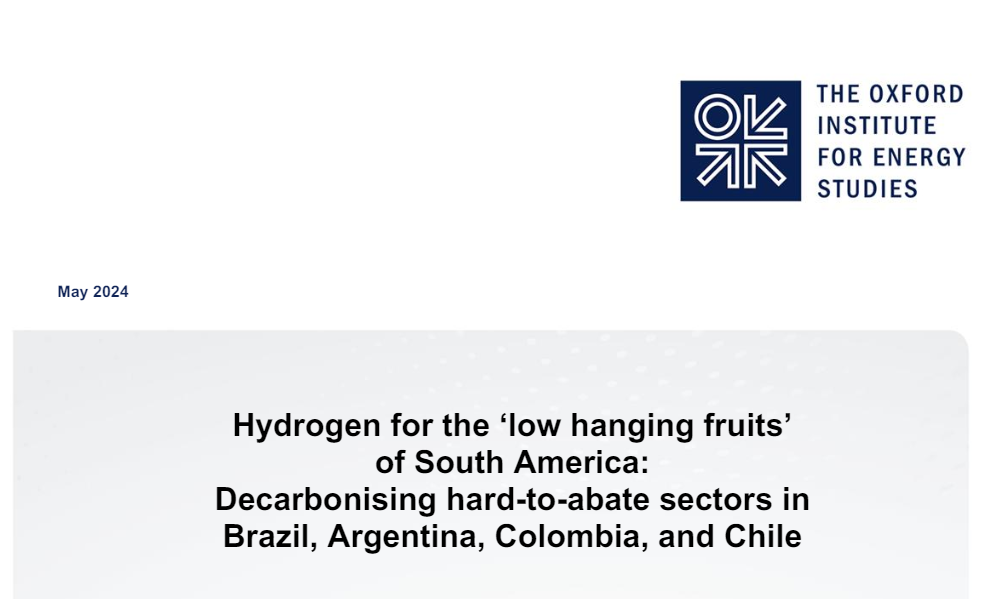 THE OXFORD
INSTITUTE
FOR ENERGY
STUDIES
May 2024
Hydrogen for the ‘low hanging fruits’
of South America:
Decarbonising hard-to-abate sectors in
Brazil, Argentina, Colombia, and Chile